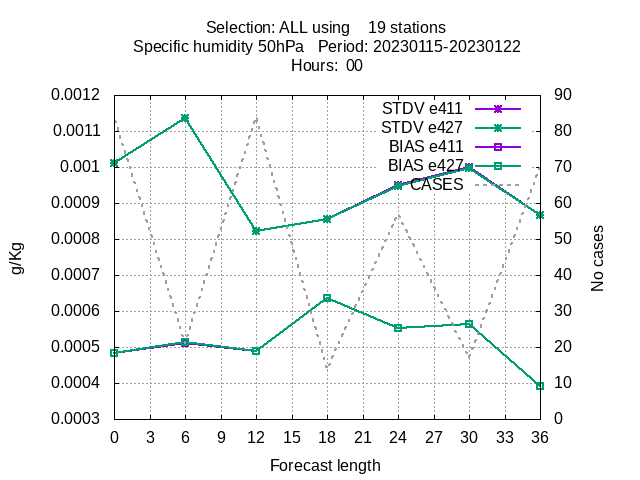 Selection: ALL using    19 stations
Specific humidity 50hPa   Period: 20230115-20230122
Hours:  00
0.0012
0.0011
0.001
0.0009
0.0008
0.0007
0.0006
0.0005
0.0004
0.0003
g/Kg
STDV e411
STDV e427
BIAS e411
BIAS e427
CASES
90
80
70
60
50
40
30
20
10
0
No cases
0 3 6 9 12 15 18 21 24 27 30 33 36
Forecast length